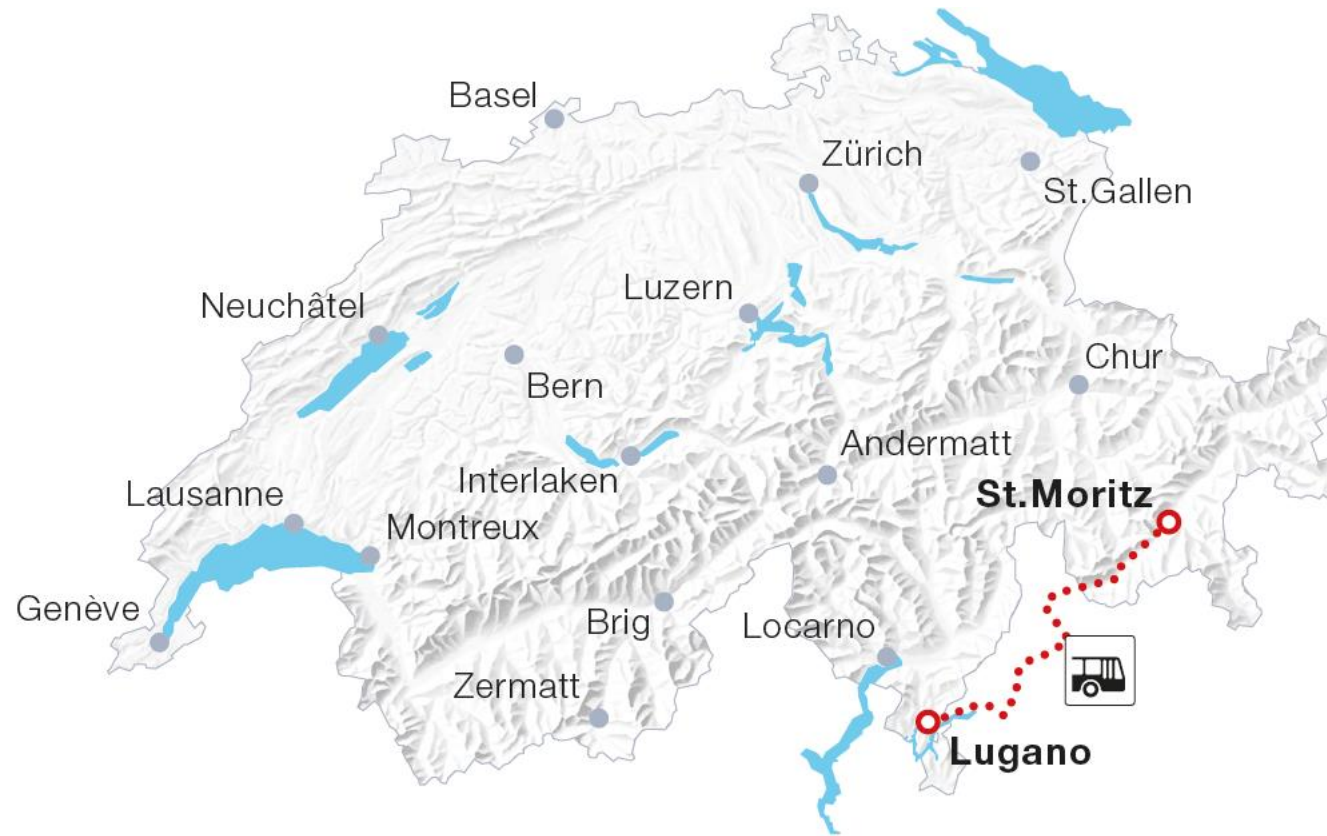 Basel
Zürich
St.Gallen
Luzern
Neuchâtel
Chur
Bern
Andermatt
Interlaken
St.Moritz
Lausanne
Montreux
Genève
Brig
Locarno
Zermatt
Lugano